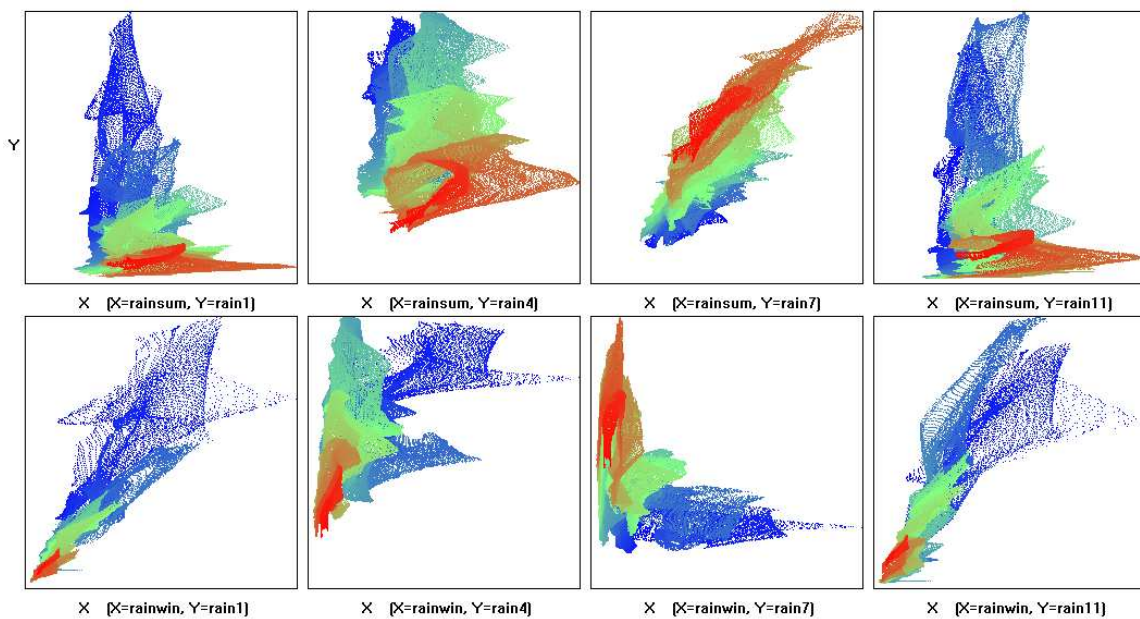 Y
X (X=rainsum, Y=rain1) X (X=rainsum, Y=rain4) X (X=rainsum, Y=rain7) X (X=rainsum, Y=rain11)
X (X=rainwin, Y=rain1) X (X=rainwin, Y=rain4) X (X=rainwin, Y=rain7) X (X=rainwin, Y=rain11)